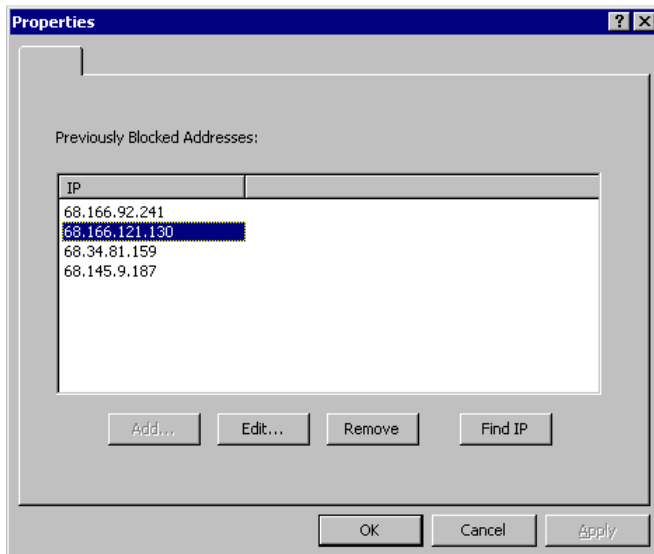 Properties
Previously Blocked Addresses:
IP
68.166.92.241
68.166.121.130
68.34.81.159
68.145.9.187
Add... Edit... Remove Find IP
OK Cancel Apply